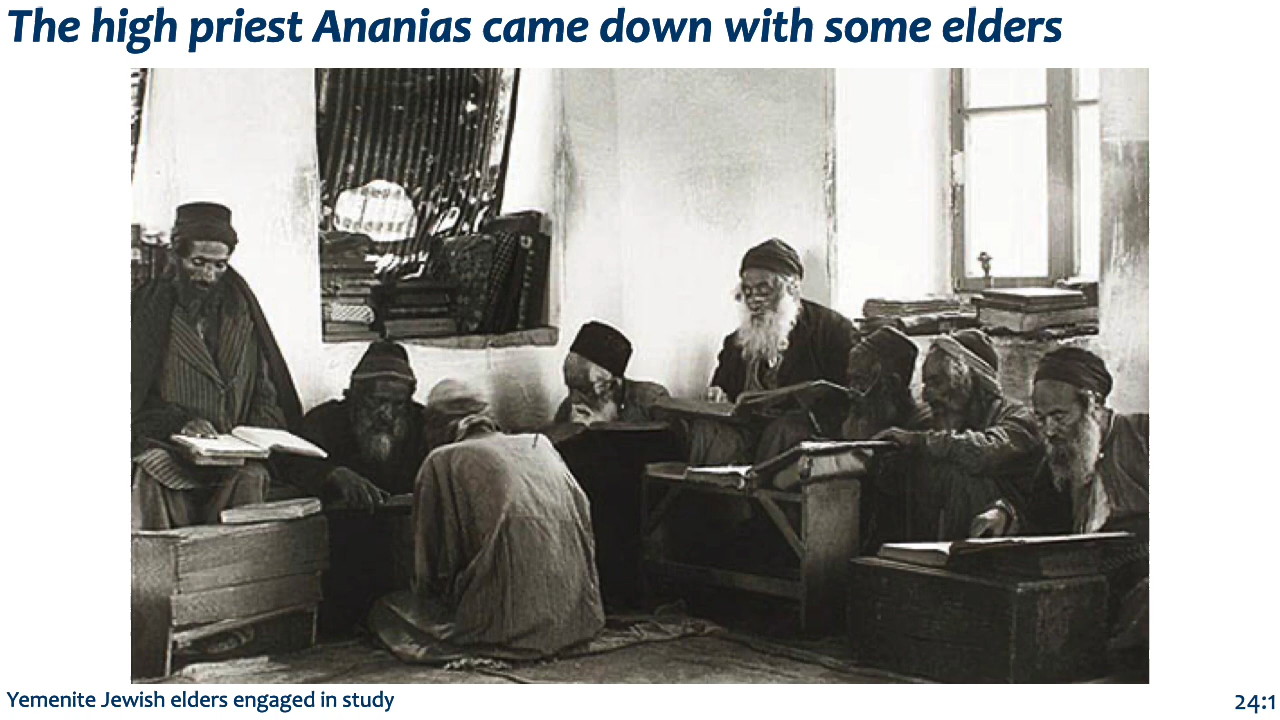 The high priest Ananias came down with some elders
Yemenite Jewish elders engaged in study
24:1